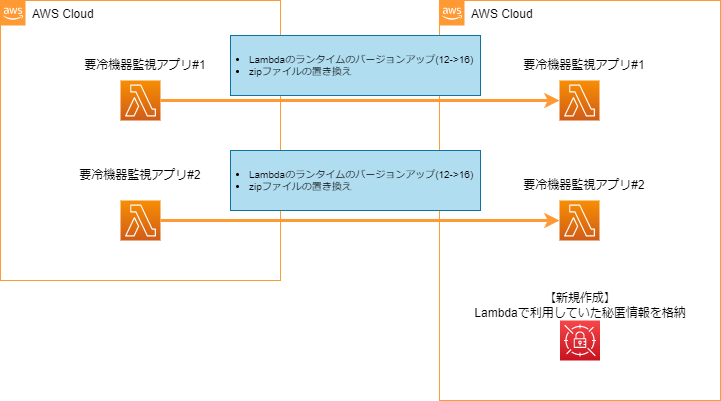 aws
AWS Cloud
aws
AWS Cloud
要冷機器監視アプリ#1
• Lambdaのランタイムのバージョンアップ(12->16)
• zipファイルの置き換え
要冷機器監視アプリ#1
要冷機器監視アプリ#2
• Lambdaのランタイムのバージョンアップ(12->16)
• zipファイルの置き換え
要冷機器監視アプリ#2
【新規作成】
Lambdaで利用していた秘匿情報を格納